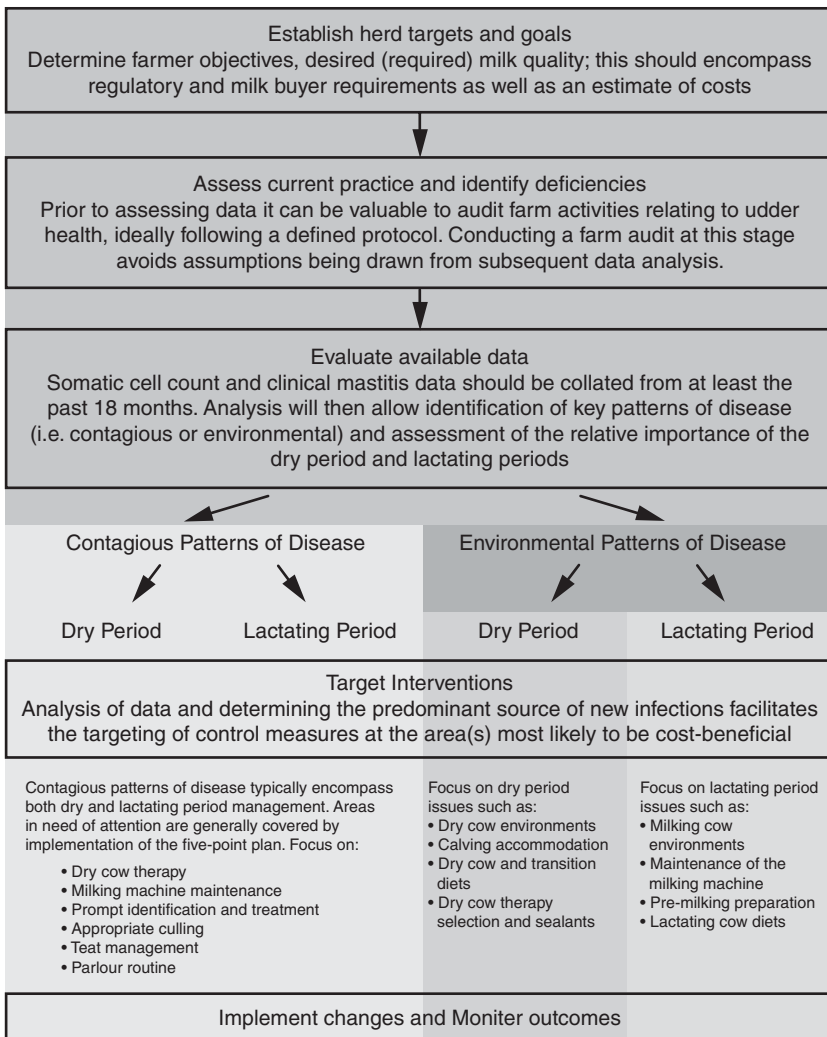 Establish herd targets and goals
Determine farmer objectives, desired (required) milk quality; this should encompass
regulatory and milk buyer requirements as well as an estimate of costs
Assess current practice and identify deficiencies
Prior to assessing data it can be valuable to audit farm activities relating to udder
health, ideally following a defined protocol. Conducting a farm audit at this stage
avoids assumptions being drawn from subsequent data analysis.
Evaluate available data
Somatic cell count and clinical mastitis data should be collated from at least the
past 18 months. Analysis will then allow identification of key patterns of disease
(i.e. contagious or environmental) and assessment of the relative importance of the
dry period and lactating periods
Contagious Patterns of Disease
Environmental Patterns of Disease
Dry Period
Lactating Period
Dry Period
Lactating Period
Target Interventions
Analysis of data and determining the predominant source of new infections facilitates
the targeting of control measures at the area(s) most likely to be cost-beneficial
Contagious patterns of disease typically encompass
both dry and lactating period management. Areas
in need of attention are generally covered by
implementation of the five-point plan. Focus on:
• Dry cow therapy
• Milking machine maintenance
• Prompt identification and treatment
• Appropriate culling
• Teat management
• Parlour routine
Focus on dry period
issues such as:
• Dry cow environments
• Calving accommodation
• Dry cow and transition
diets
• Dry cow therapy
selection and sealants
Focus on lactating period
issues such as:
• Milking cow
environments
• Maintenance of the
milking machine
• Pre-milking preparation
• Lactating cow diets
Implement changes and Moniter outcomes